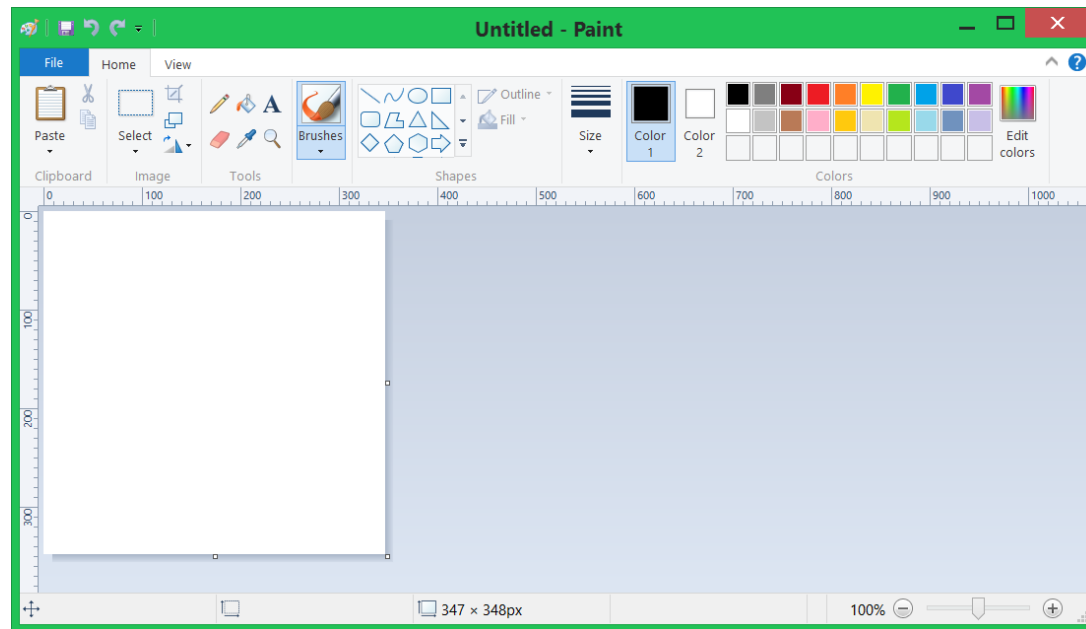 Untitled - Paint
File Home View
Paste Select A Brushes Outline Fill Size Color 1 Color 2 Edit colors
Clipboard Image Tools Shapes Colors
0 100 200 300 400 500 600 700 800 900 1000
0
100
200
300
347 × 348px 100%